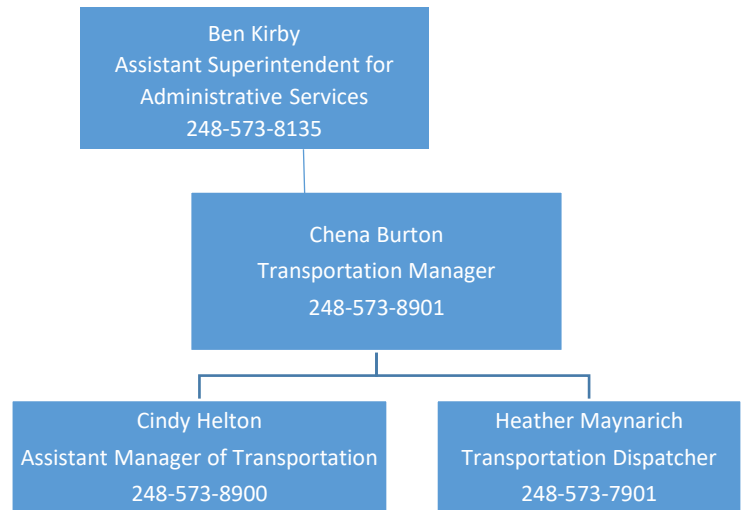 Ben Kirby
Assistant Superintendent for
Administrative Services
248-573-8135
Chena Burton
Transportation Manager
248-573-8901
Cindy Helton
Assistant Manager of Transportation
248-573-8900
Heather Maynarich
Transportation Dispatcher
248-573-7901